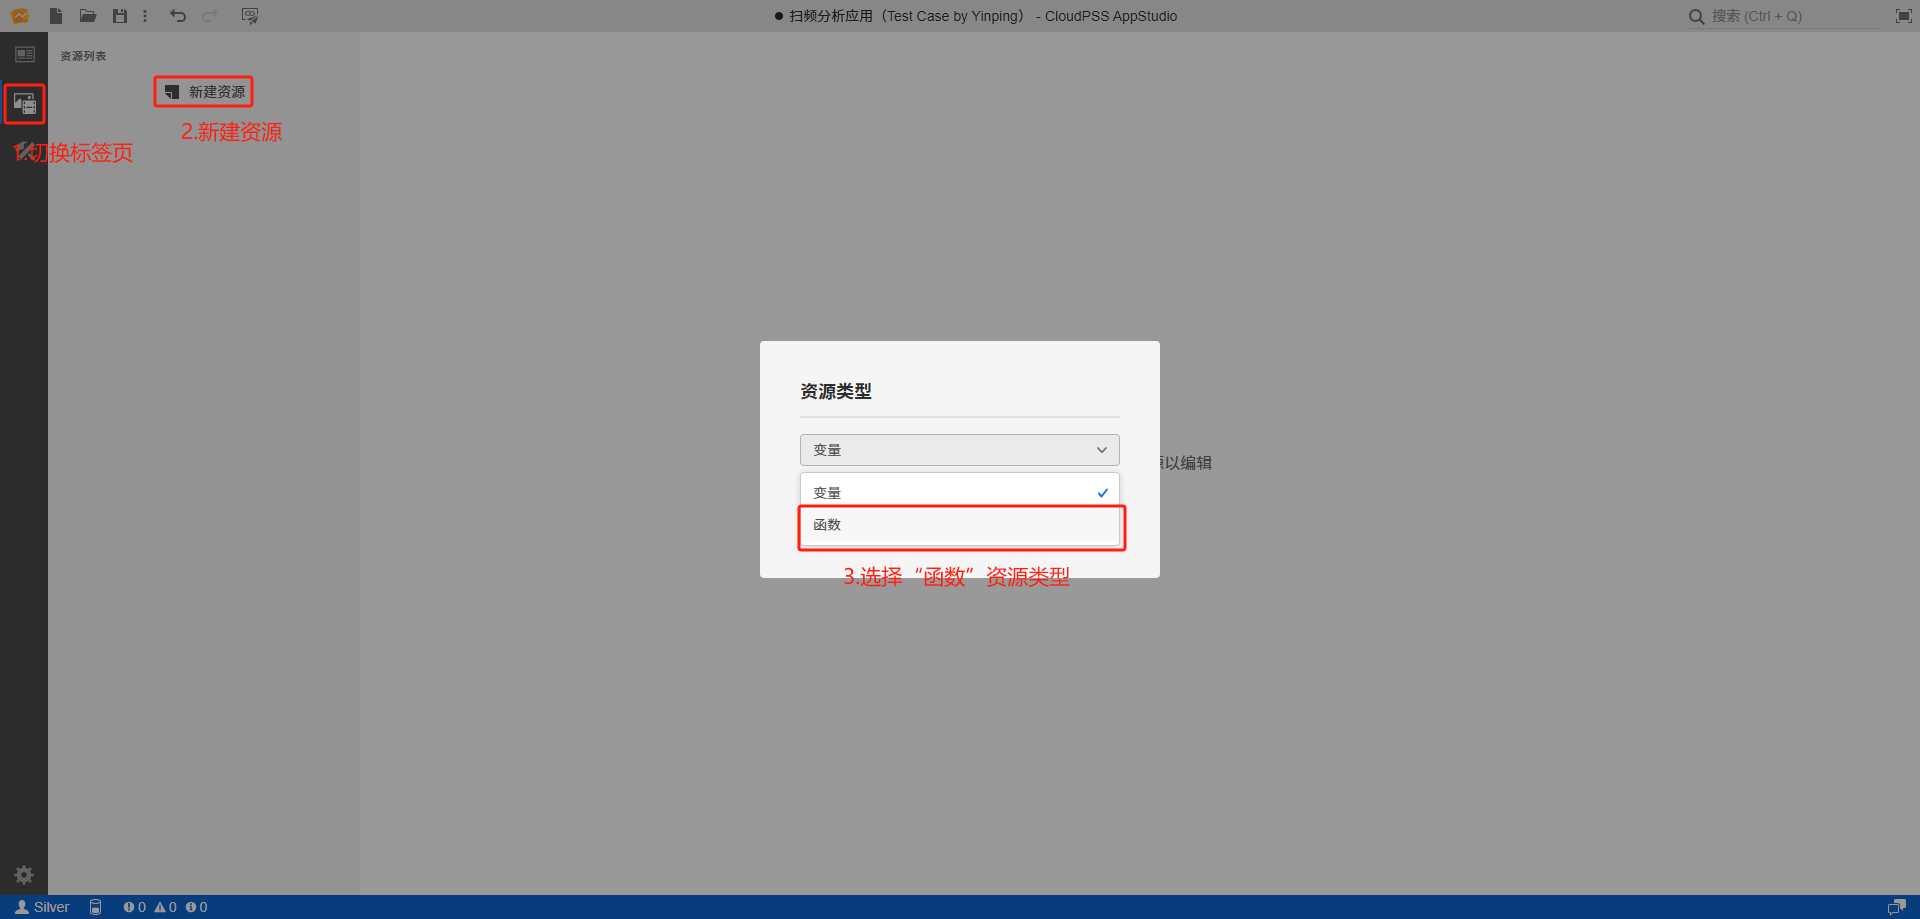 扫频分析应用（Test Case by Yinping） - CloudPSS AppStudio
搜索 (Ctrl + Q)
资源列表
新建资源
2.新建资源
1.切换标签页
资源类型
变量
源以编辑
变量
函数
3.选择“函数”资源类型
Silver 0 0 0